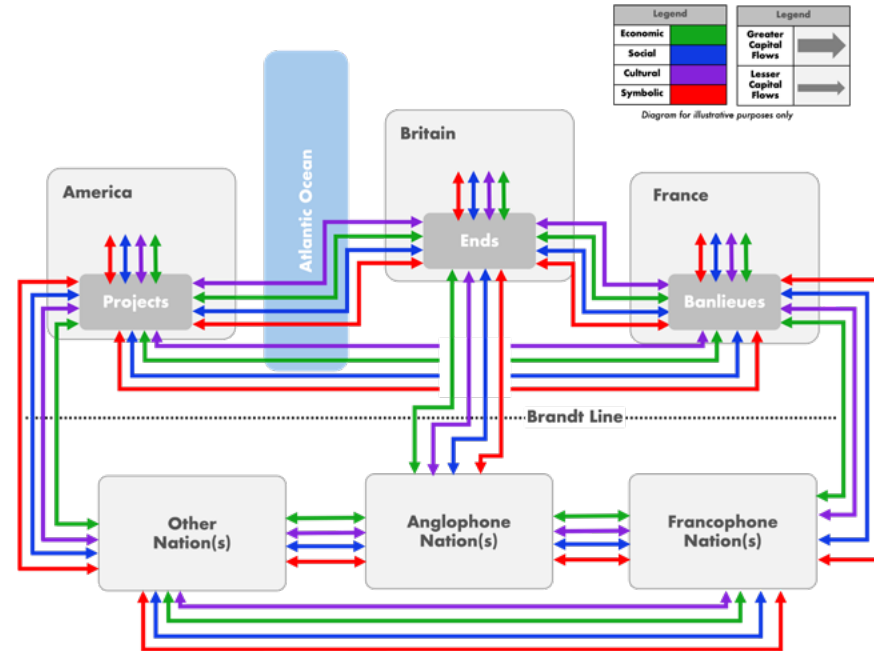 Legend
Economic
Social
Cultural
Symbolic
Legend
Greater
Capital
Flows
Lesser
Capital
Flows
Diagram for illustrative purposes only
Britain
America
France
Atlantic Ocean
Ends
Projects
Banlieues
Brandt Line
Other
Nation(s)
Anglophone
Nation(s)
Francophone
Nation(s)